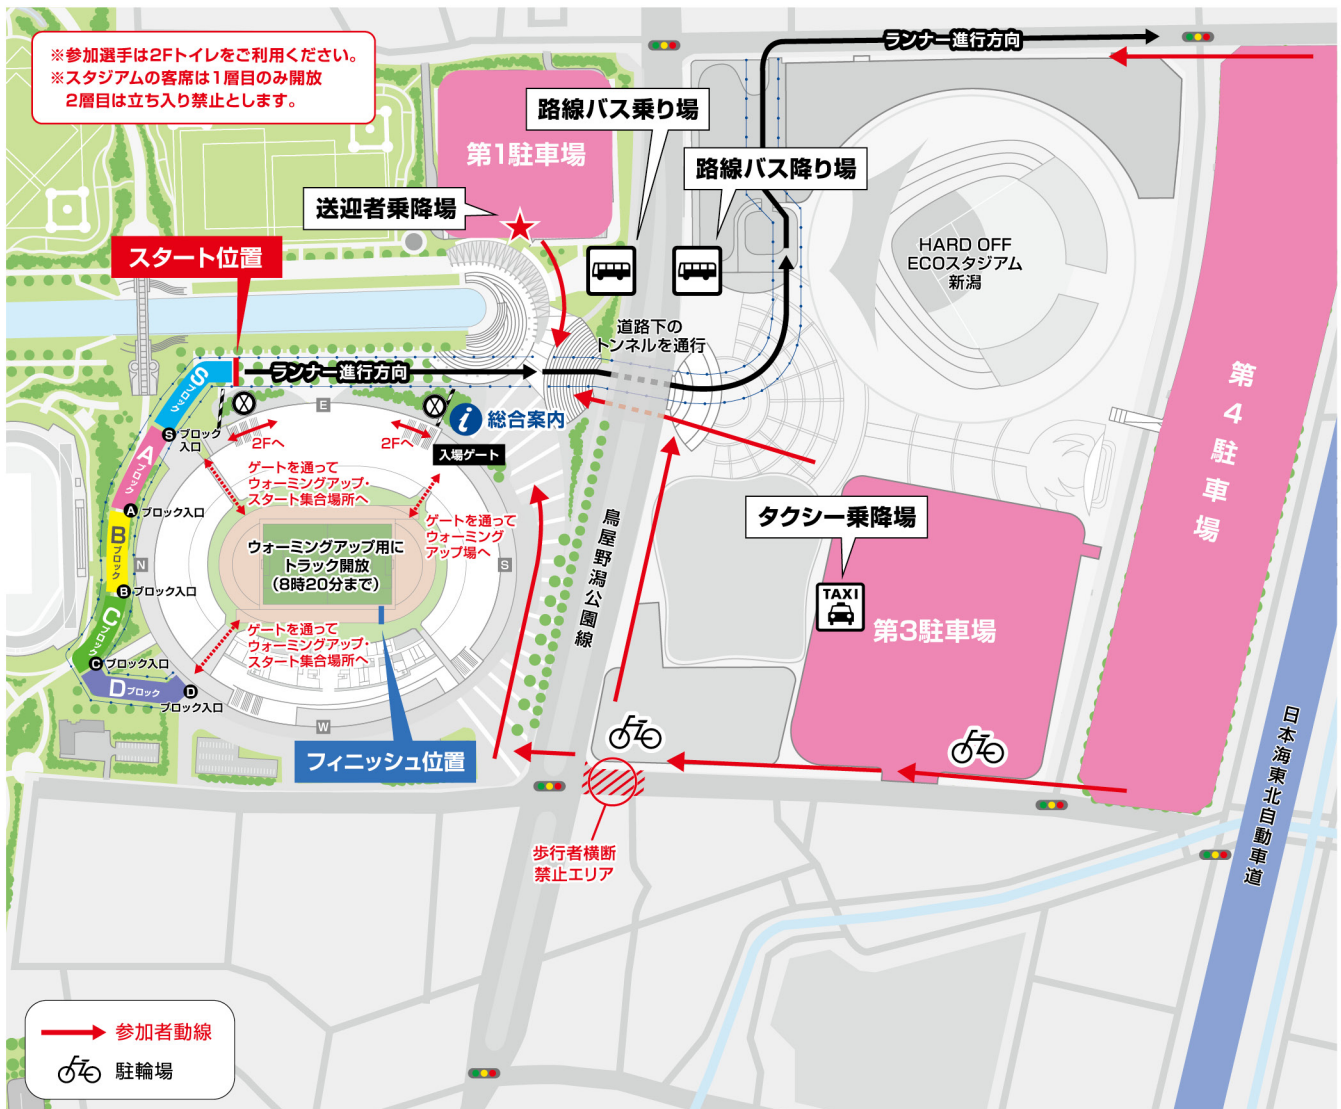 ※参加選手は2Fトイレをご利用ください。
※スタジアムの客席は1層目のみ開放
2層目は立ち入り禁止とします。
ランナー進行方向
第1駐車場
路線バス乗り場
路線バス降り場
送迎者乗降場
スタート位置
HARD OFF
ECOスタジアム
新潟
道路下の
トンネルを通行
ランナー進行方向
Sブロック
S ブロック
入口
E
i 総合案内
2Fへ
2Fへ
入場ゲート
Aブロック
A ブロック入口
ゲートを通って
ウォーミングアップ・
スタート集合場所へ
ゲートを通って
ウォーミング
アップ場へ
Bブロック
B ブロック入口
N
S
ウォーミングアップ用に
トラック開放
(8時20分まで)
Cブロック
C ブロック入口
ゲートを通って
ウォーミングアップ・
スタート集合場所へ
Dブロック
D
ブロック入口
W
フィニッシュ位置
鳥屋野潟公園線
タクシー乗降場
TAXI
第3駐車場
第4駐車場
日本海東北自動車道
歩行者横断
禁止エリア
参加者動線
駐輪場